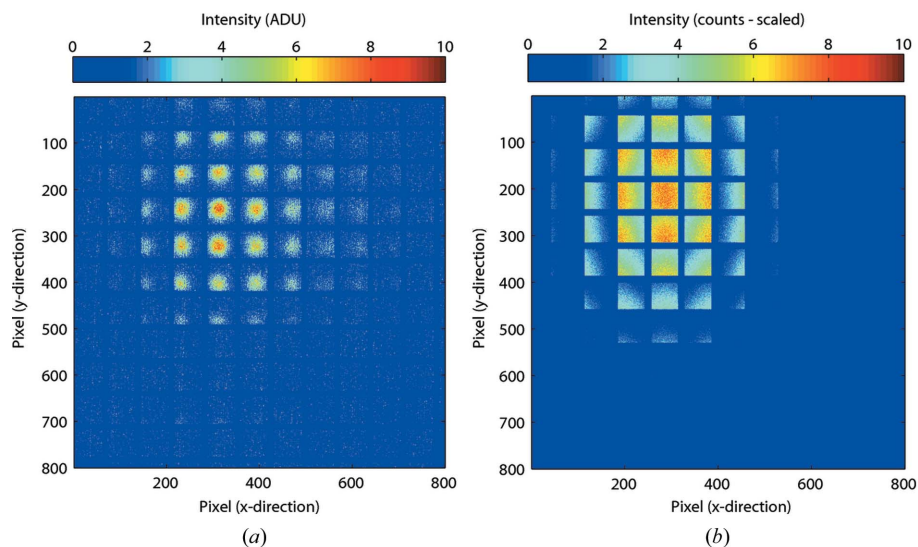 Intensity (ADU)
0 2 4 6 8 10
100
200
300
400
500
600
700
800
Pixel (y-direction)
200 400 600 800
Pixel (x-direction)
(a)
Intensity (counts - scaled)
0 2 4 6 8 10
100
200
300
400
500
600
700
800
Pixel (y-direction)
200 400 600 800
Pixel (x-direction)
(b)